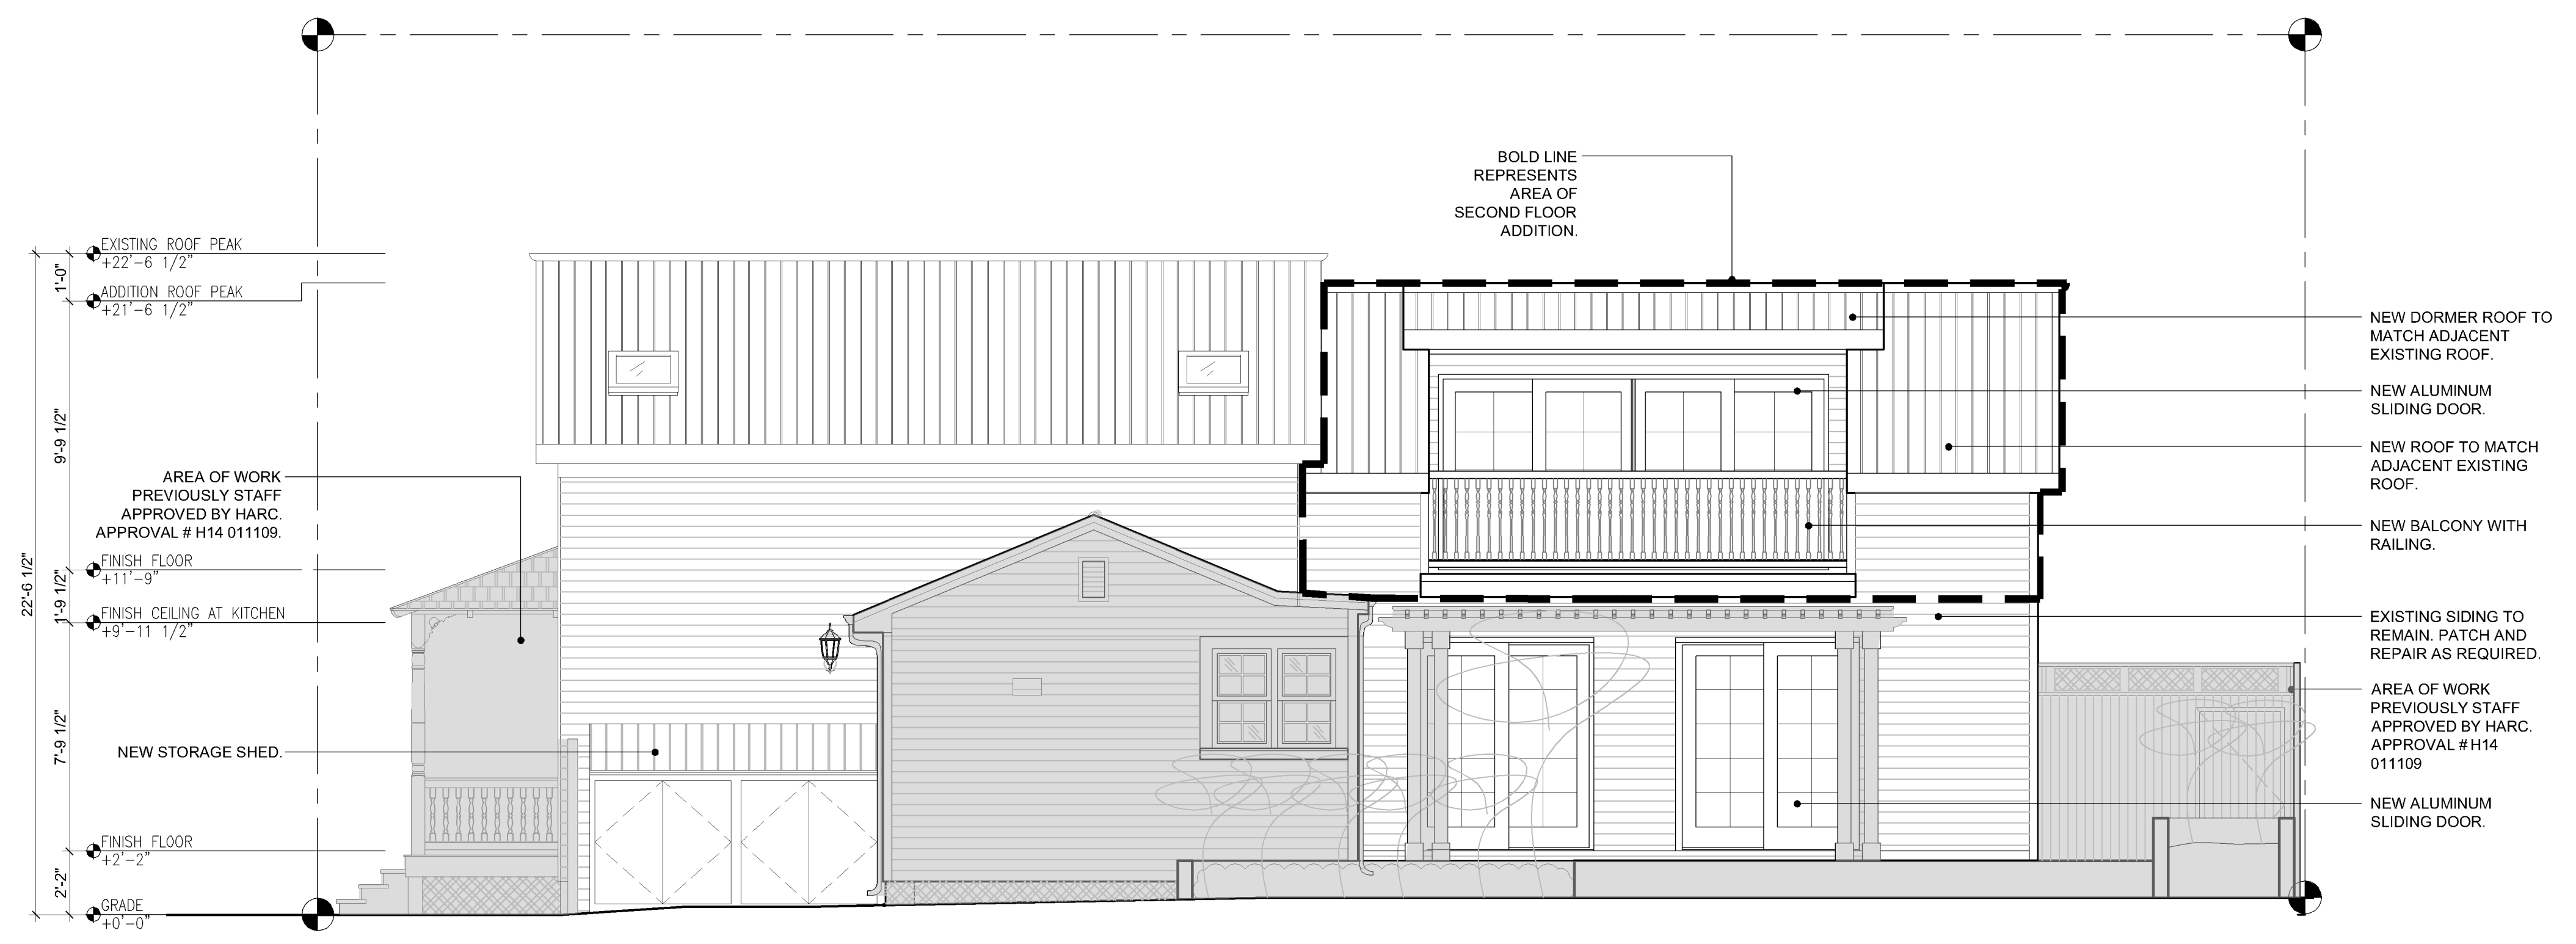 BOLD LINE
REPRESENTS
AREA OF
SECOND FLOOR
ADDITION.
EXISTING ROOF PEAK
+22'-6 1/2"
1'-0"
ADDITION ROOF PEAK
+21'-6 1/2"
9'-9 1/2"
AREA OF WORK
PREVIOUSLY STAFF
APPROVED BY HARC.
APPROVAL # H14 011109.
22'-6 1/2"
FINISH FLOOR
+11'-9"
1'-9 1/2"
FINISH CEILING AT KITCHEN
+9'-11 1/2"
7'-9 1/2"
NEW STORAGE SHED.
FINISH FLOOR
+2'-2"
2'-2"
GRADE
+0'-0"
NEW DORMER ROOF TO
MATCH ADJACENT
EXISTING ROOF.
NEW ALUMINUM
SLIDING DOOR.
NEW ROOF TO MATCH
ADJACENT EXISTING
ROOF.
NEW BALCONY WITH
RAILING.
EXISTING SIDING TO
REMAIN. PATCH AND
REPAIR AS REQUIRED.
AREA OF WORK
PREVIOUSLY STAFF
APPROVED BY HARC.
APPROVAL # H14
011109
NEW ALUMINUM
SLIDING DOOR.